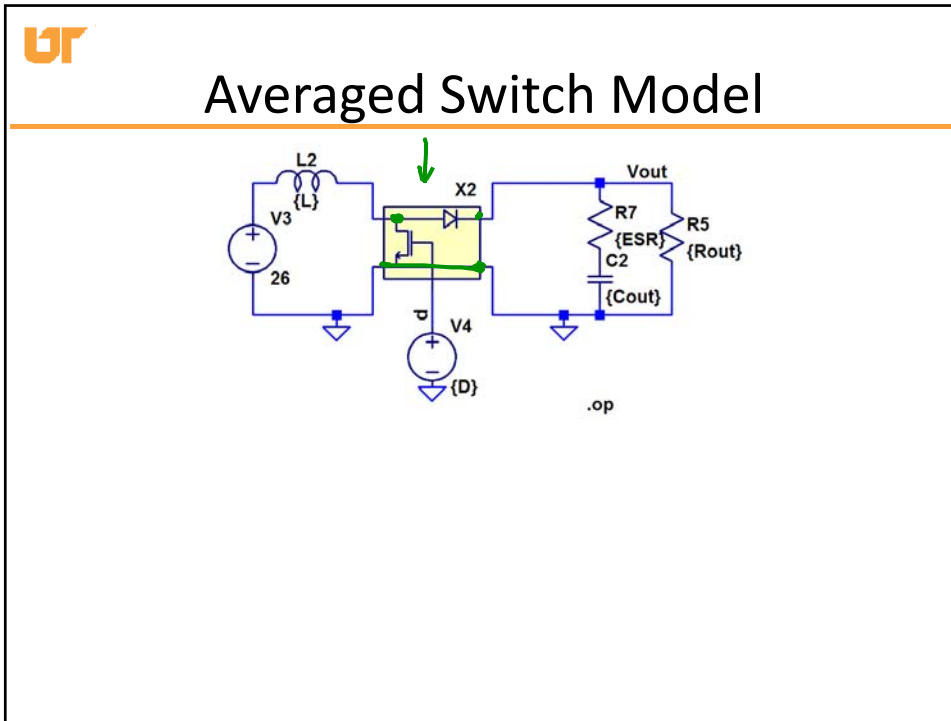 UT
Averaged Switch Model
L2
{L}
V3
26
X2
d
V4
{D}
Vout
R7
{ESR}
C2
{Cout}
R5
{Rout}
.op